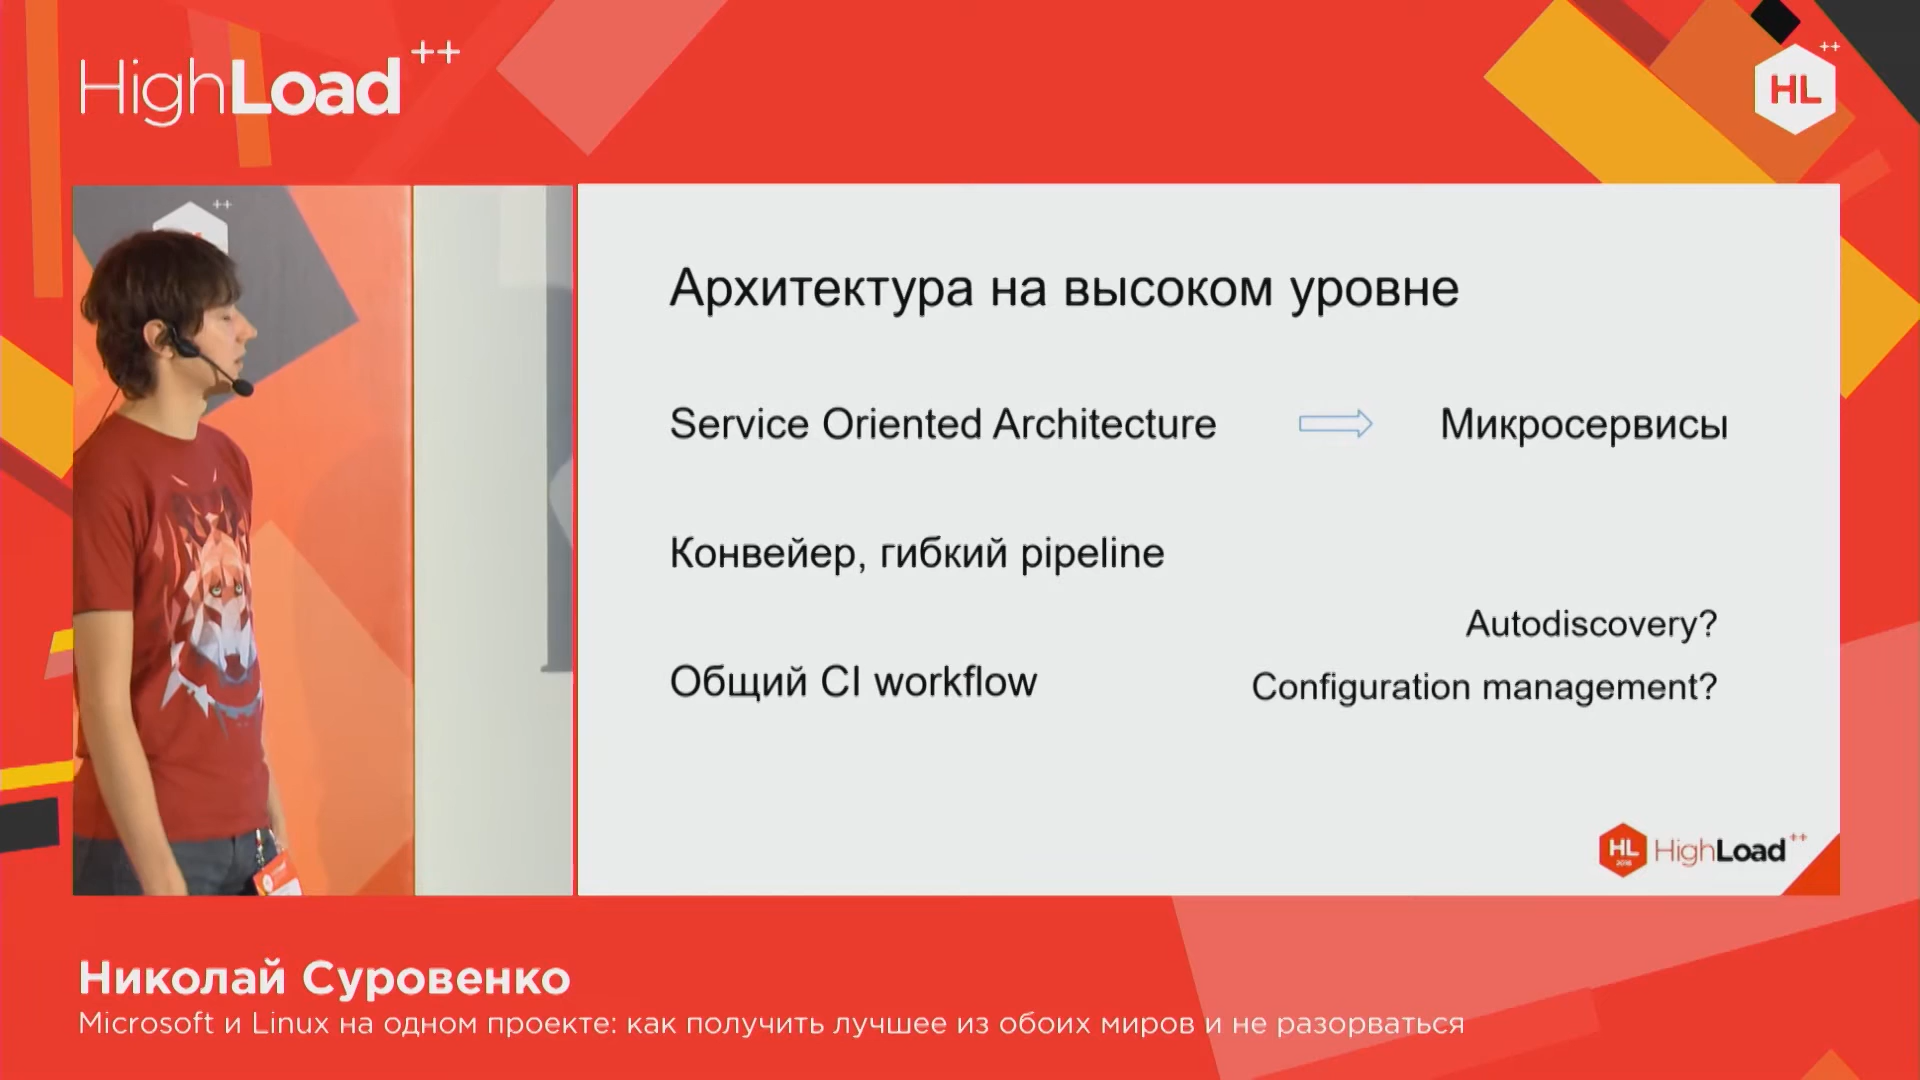 HighLoad++
HL++
++
Архитектура на высоком уровне
Service Oriented Architecture
Микросервисы
Конвейер, гибкий pipeline
Autodiscovery?
Общий CI workflow
Configuration management?
HL
2016
HighLoad++
Николай Суровенко
Microsoft и Linux на одном проекте: как получить лучшее из обоих миров и не разорваться